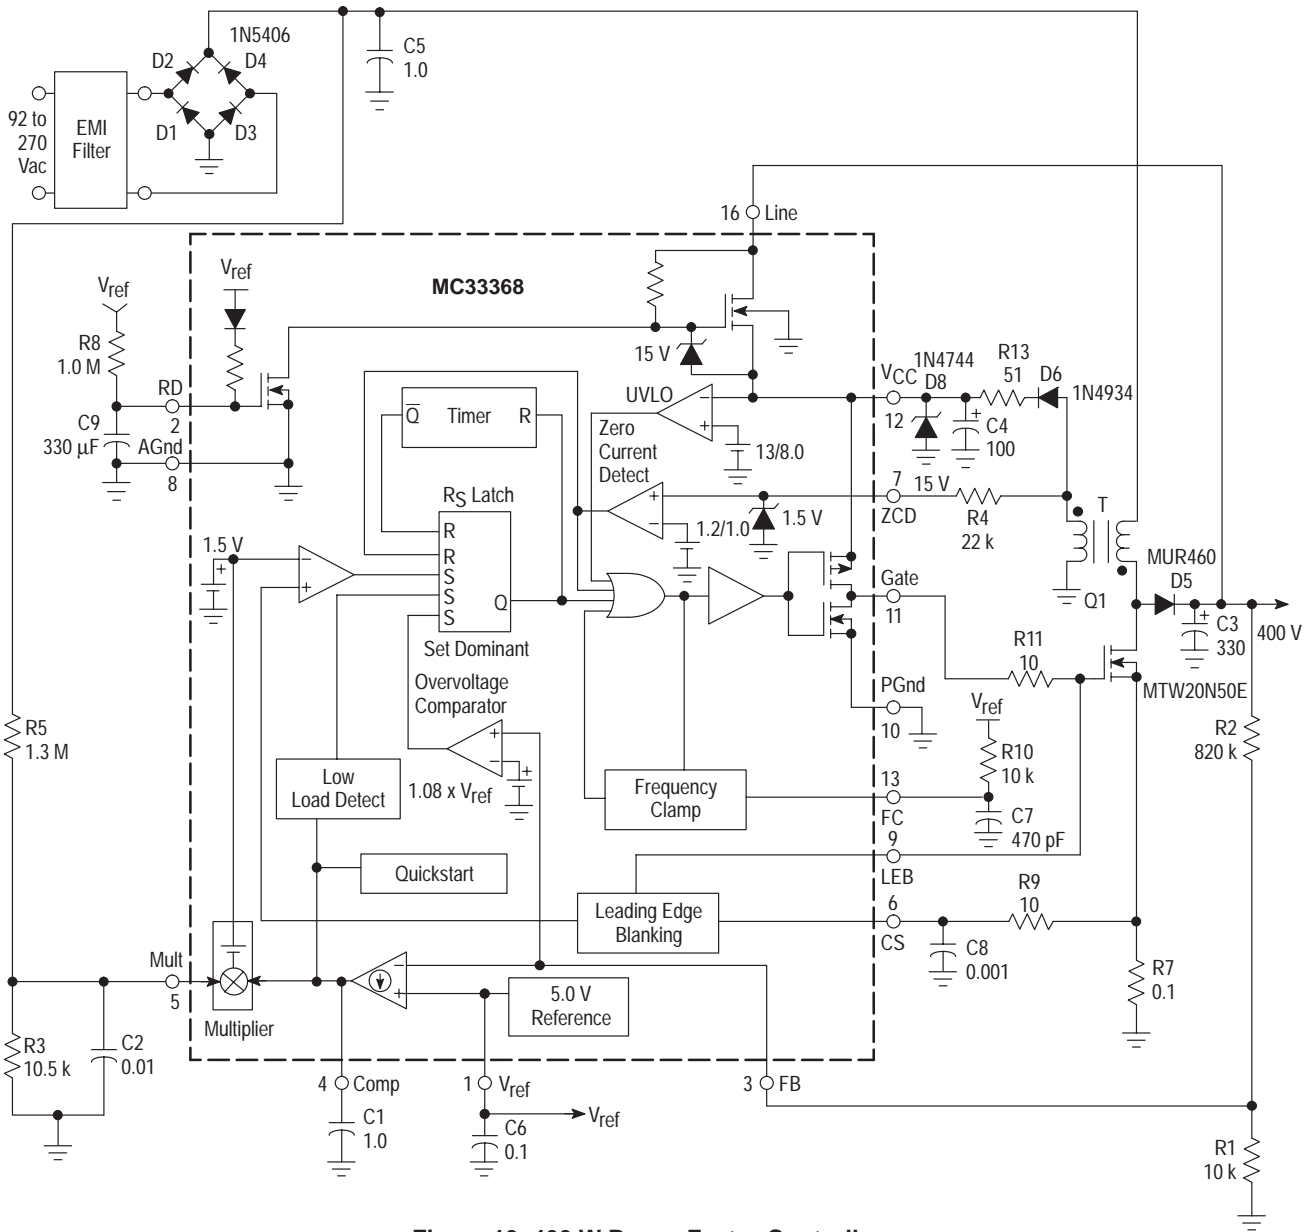 1N5406
C5
1.0
D2
D4
D1
D3
92 to
270
Vac
EMI
Filter
16
Line
MC33368
Vref
Vref
R8
1.0 M
RD
2
C9
330 µF
AGnd
8
15 V
UVLO
13/8.0
VCC
12
1N4744
D8
R13
51
D6
1N4934
C4
+
100
Q̅
Timer
R
Zero
Current
Detect
7
15 V
ZCD
R4
22 k
T
1.2/1.0
1.5 V
RS Latch
R
R
S
S
S
Q
Set Dominant
1.5 V
Gate
11
MUR460
D5
Q1
C3
+
330
400 V
R11
10
MTW20N50E
PGnd
10
Vref
R10
10 k
R2
820 k
R5
1.3 M
Overvoltage
Comparator
1.08 x Vref
Low
Load Detect
Frequency
Clamp
13
FC
C7
470 pF
9
LEB
Quickstart
Leading Edge
Blanking
6
CS
R9
10
C8
0.001
R7
0.1
Mult
5
Multiplier
5.0 V
Reference
R3
10.5 k
C2
0.01
4
Comp
1
Vref
3
FB
C1
1.0
C6
0.1
Vref
R1
10 k